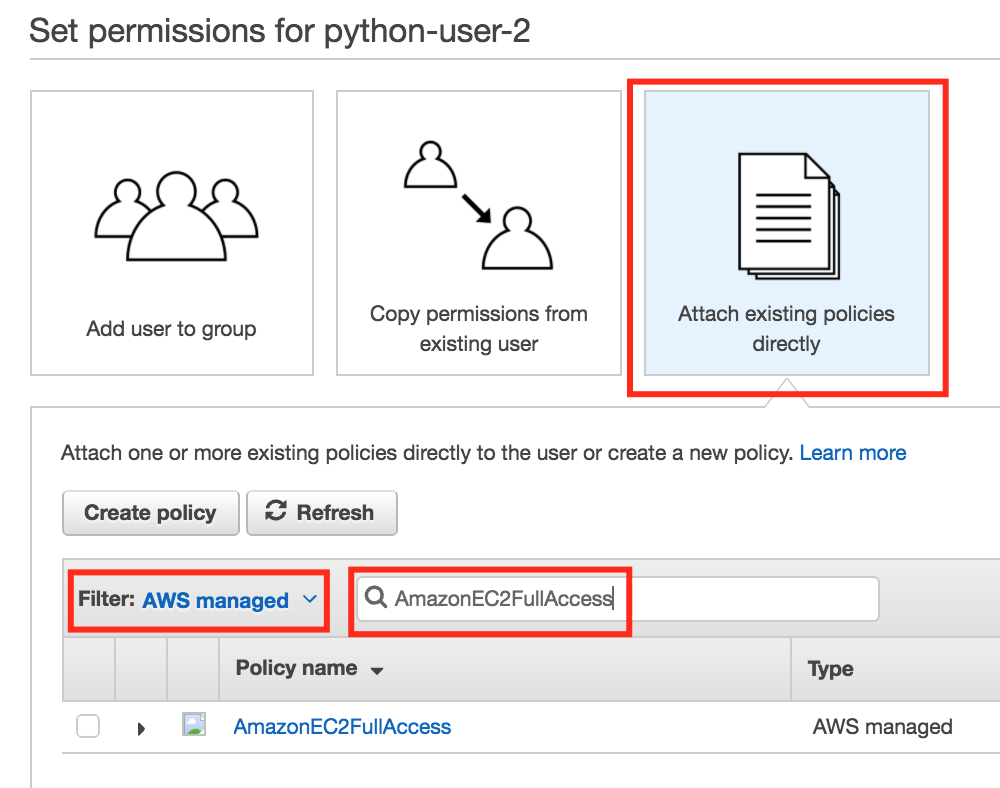 Set permissions for python-user-2
Add user to group
Copy permissions from
existing user
Attach existing policies
directly
Attach one or more existing policies directly to the user or create a new policy. Learn more
Create policy
Refresh
Filter: AWS managed
AmazonEC2FullAccess
Policy name
Type
AmazonEC2FullAccess
AWS managed